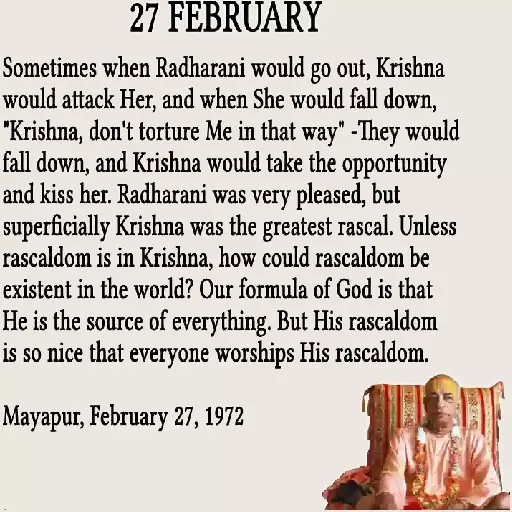 27 FEBRUARY
Sometimes when Radharani would go out, Krishna
would attack Her, and when She would fall down,
"Krishna, don't torture Me in that way" -They would
fall down, and Krishna would take the opportunity
and kiss her. Radharani was very pleased, but
superficially Krishna was the greatest rascal. Unless
rascaldom is in Krishna, how could rascaldom be
existent in the world? Our formula of God is that
He is the source of everything. But His rascaldom
is so nice that everyone worships His rascaldom.
Mayapur, February 27, 1972